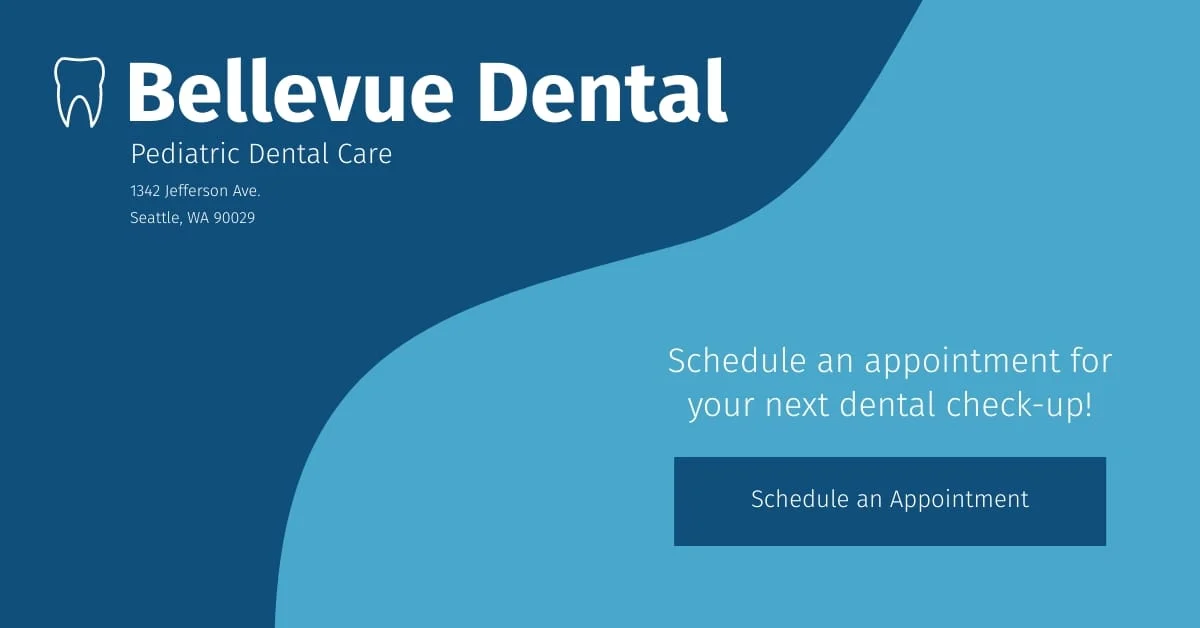 Bellevue Dental
Pediatric Dental Care
1342 Jefferson Ave.
Seattle, WA 90029
Schedule an appointment for
your next dental check-up!
Schedule an Appointment